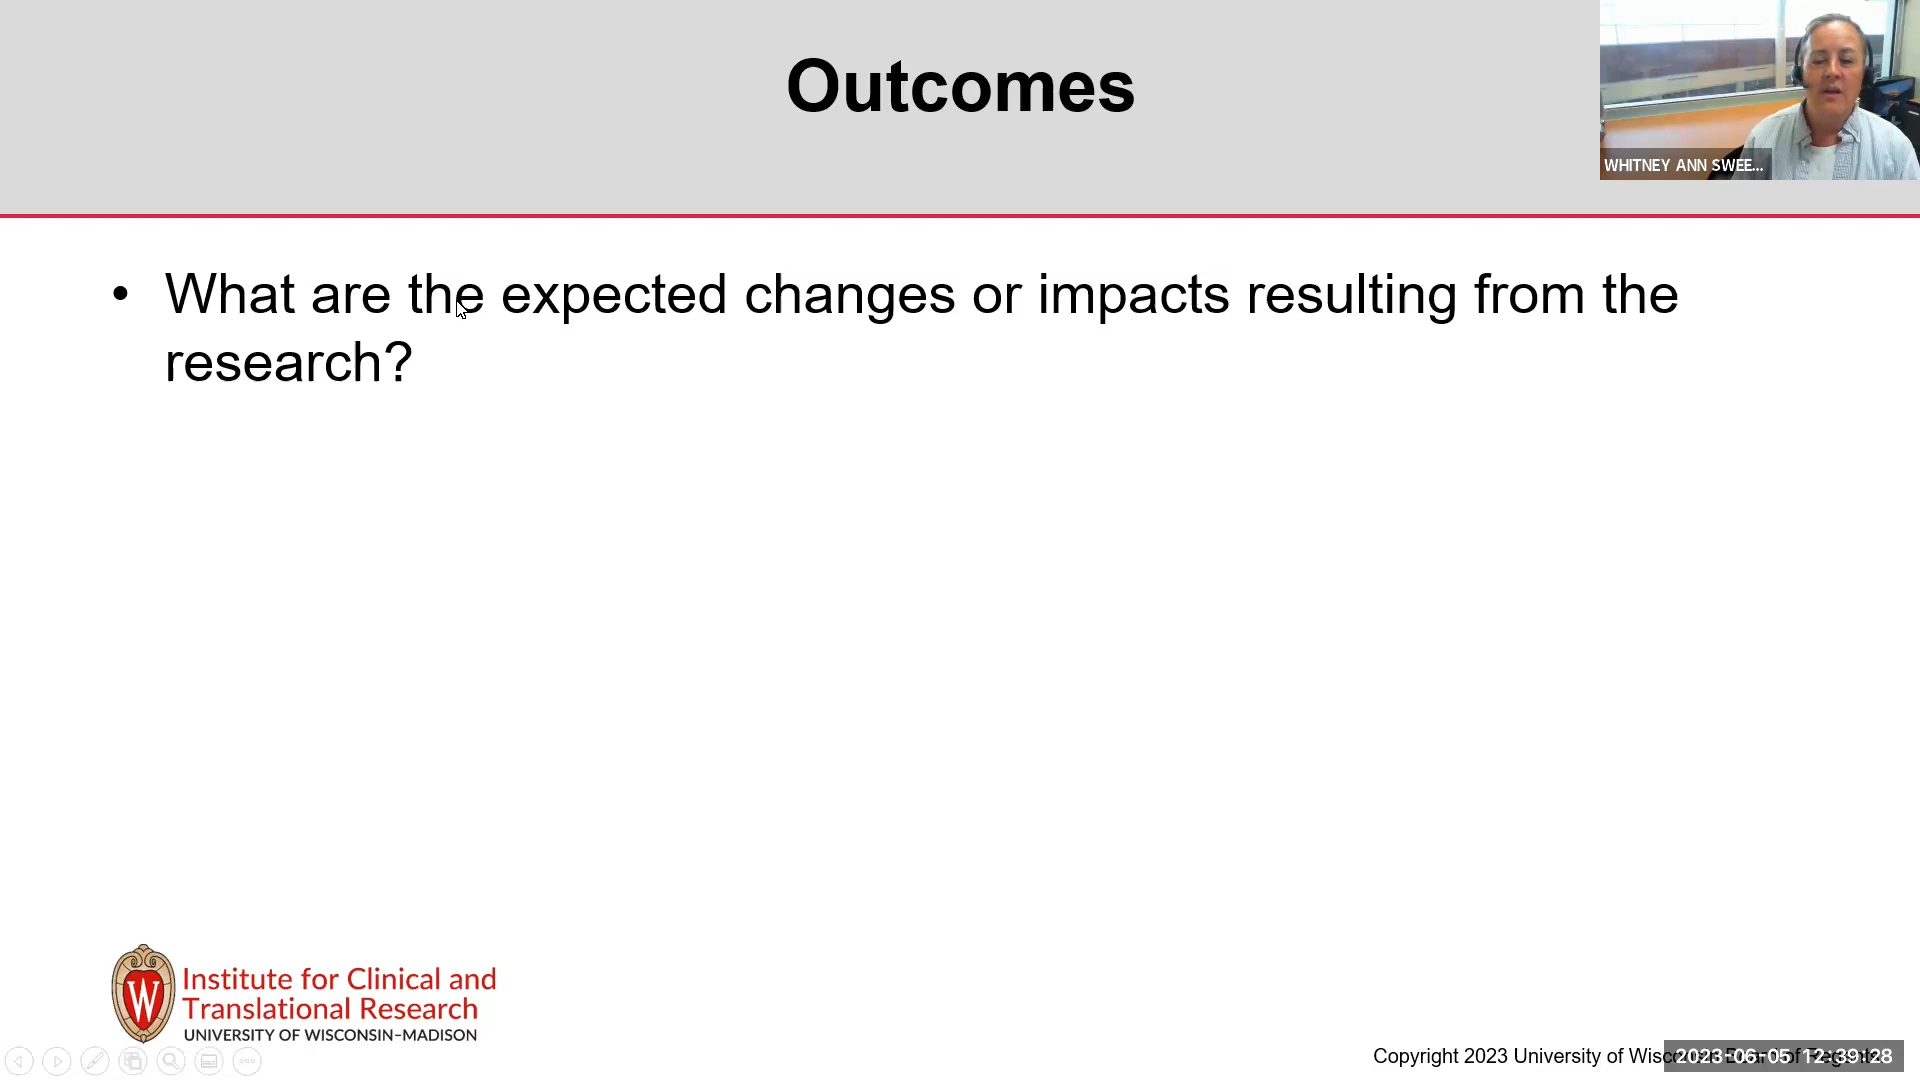 Outcomes
WHITNEY ANN SWEE...
• What are the expected changes or impacts resulting from the
research?
W
Institute for Clinical and
Translational Research
UNIVERSITY OF WISCONSIN–MADISON
Copyright 2023 University of
2023-06-05 12:39:28